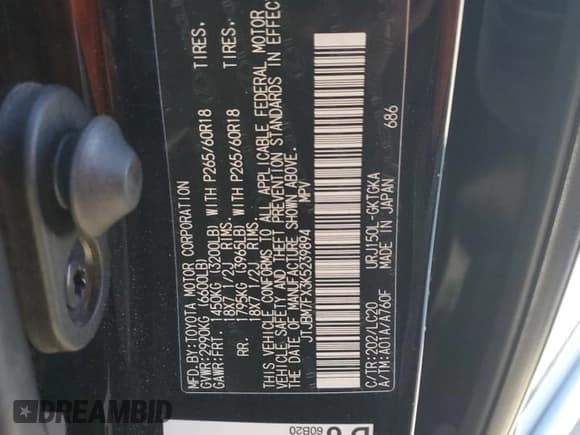 MFD.BY:TOYOTA MOTOR CORPORATION
GVWR:2990KG (6600LB)
GAWR:FRT. 1450KG (3200LB) WITH P265/60R18 TIRES.
18X7 1/2J RIMS.
RR. 1795KG (3965LB) WITH P265/60R18 TIRES.
18X7 1/2J RIMS.
THIS VEHICLE CONFORMS TO ALL APPLICABLE FEDERAL MOTOR
VEHICLE SAFETY AND THEFT PREVENTION STANDARDS IN EFFEC
ON THE DATE OF MANUFACTURE SHOWN ABOVE.
JTJBM7FX3K5239894 MPV
686
C/TR:202/LC20 URJ150L-GKTGKA
A/TM:A01A/A760F MADE IN JAPAN
60B20
DREAMBID